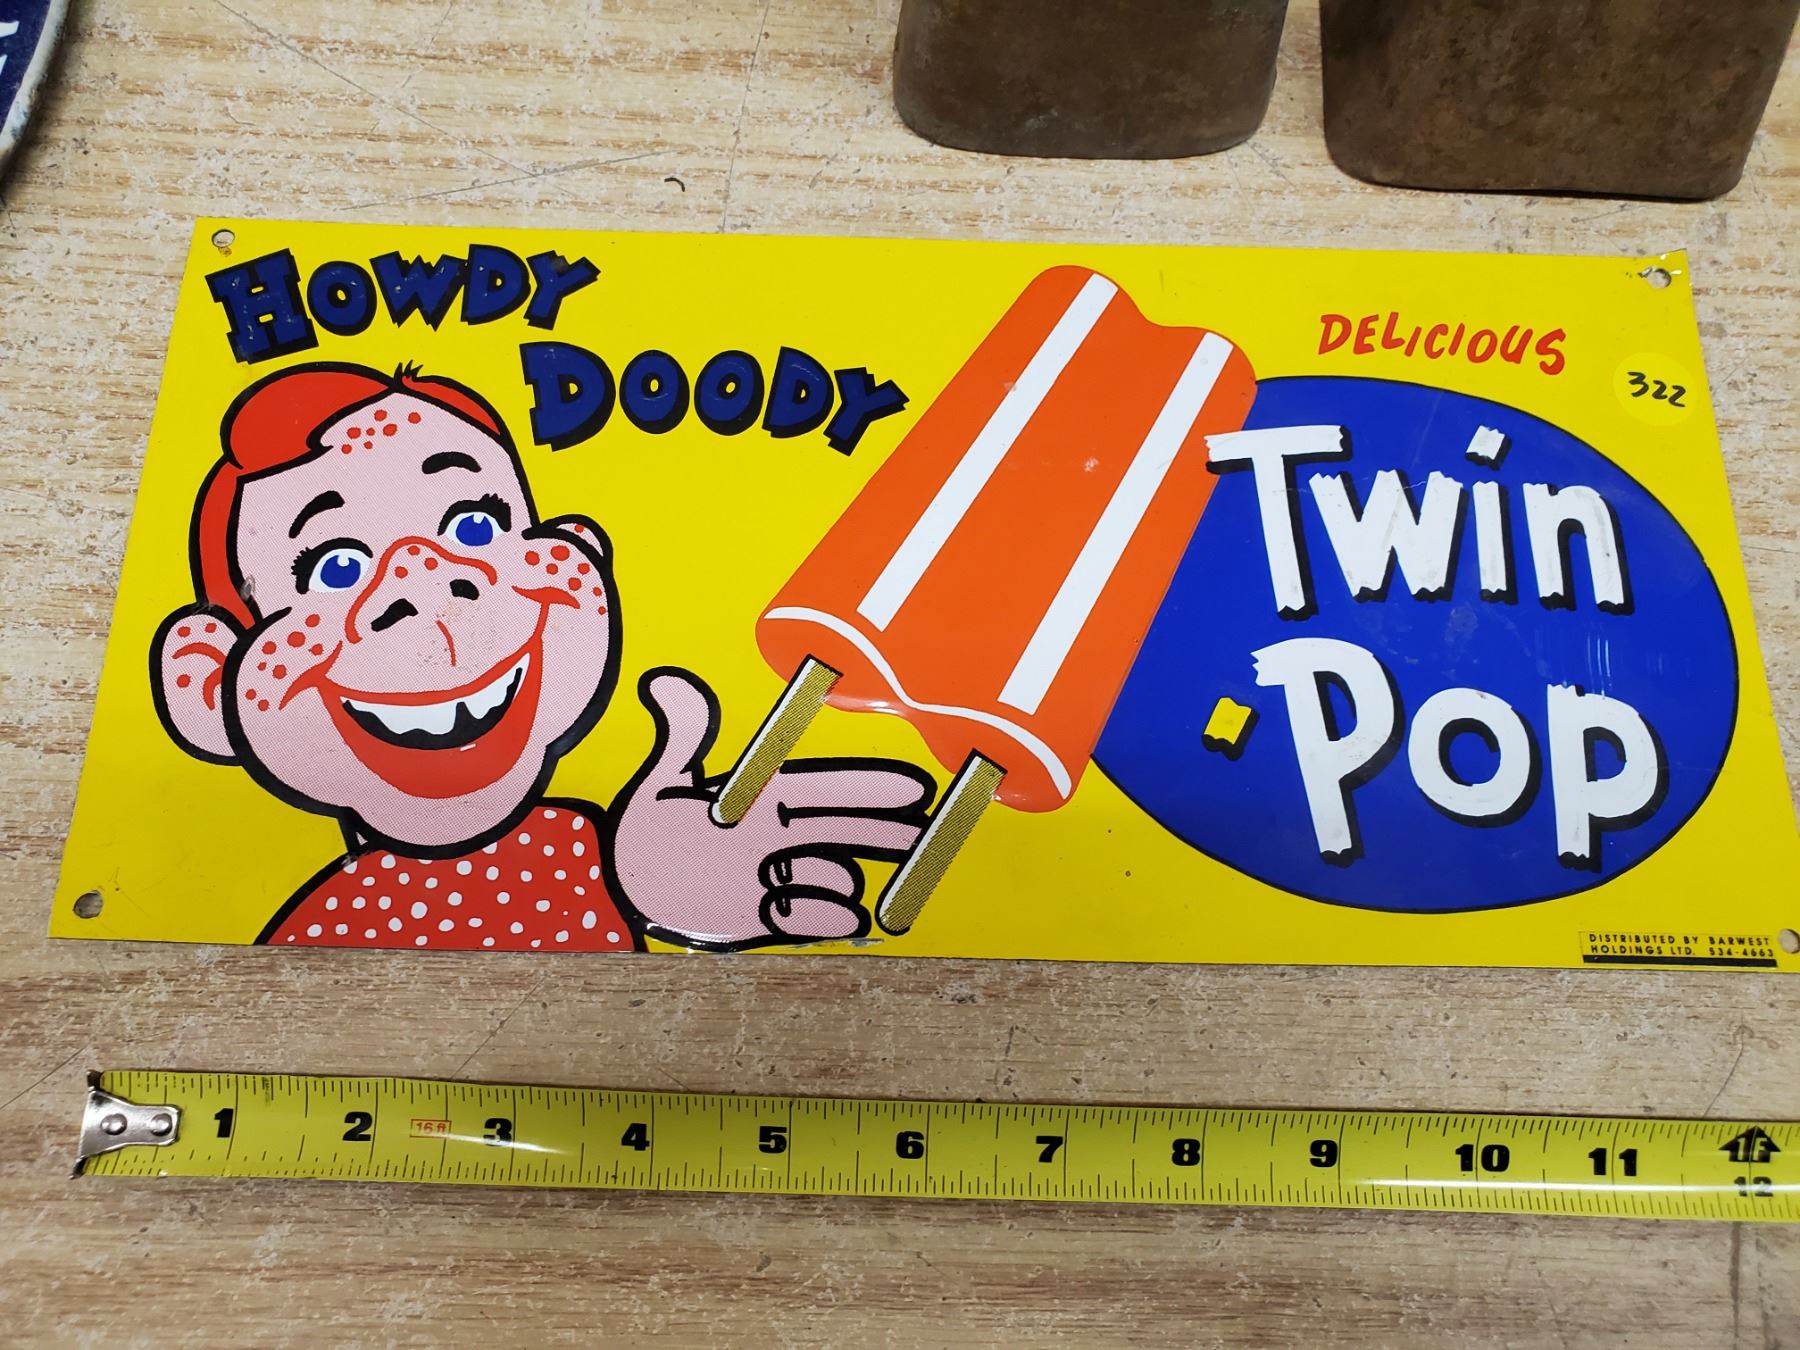 HOWDY
DOODY
DELICIOUS
322
Twin
Pop
DISTRIBUTED BY BARWEST
HOLDINGS LTD. 534-4663
1 2 16 ft 3 4 5 6 7 8 9 10 11 1F
12